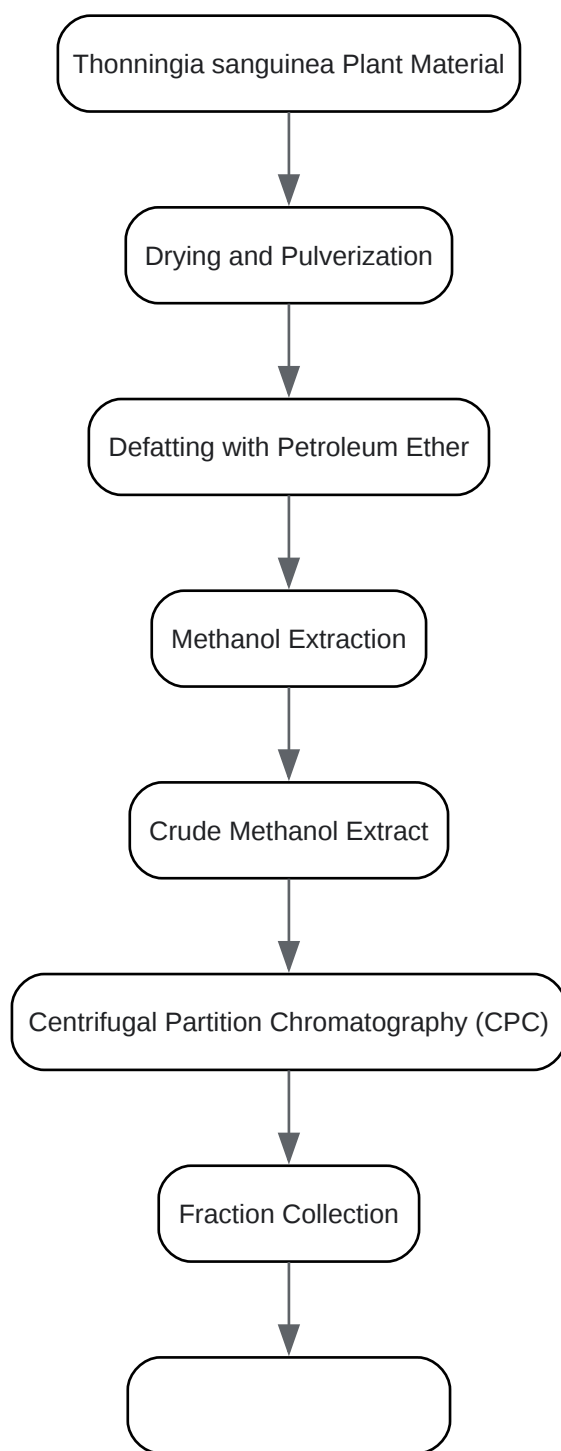 Thonningia sanguinea Plant Material
Drying and Pulverization
Defatting with Petroleum Ether
Methanol Extraction
Crude Methanol Extract
Centrifugal Partition Chromatography (CPC)
Fraction Collection